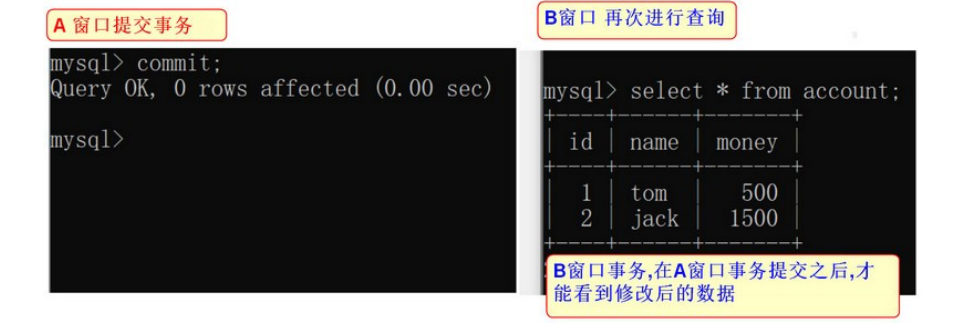 A 窗口提交事务
mysql> commit;
Query OK, 0 rows affected (0.00 sec)
mysql>
B窗口 再次进行查询
mysql> select * from account;
+----+------+-------+
| id | name | money |
+----+------+-------+
| 1 | tom | 500 |
| 2 | jack | 1500 |
+----+------+-------+
B窗口事务,在A窗口事务提交之后,才
能看到修改后的数据